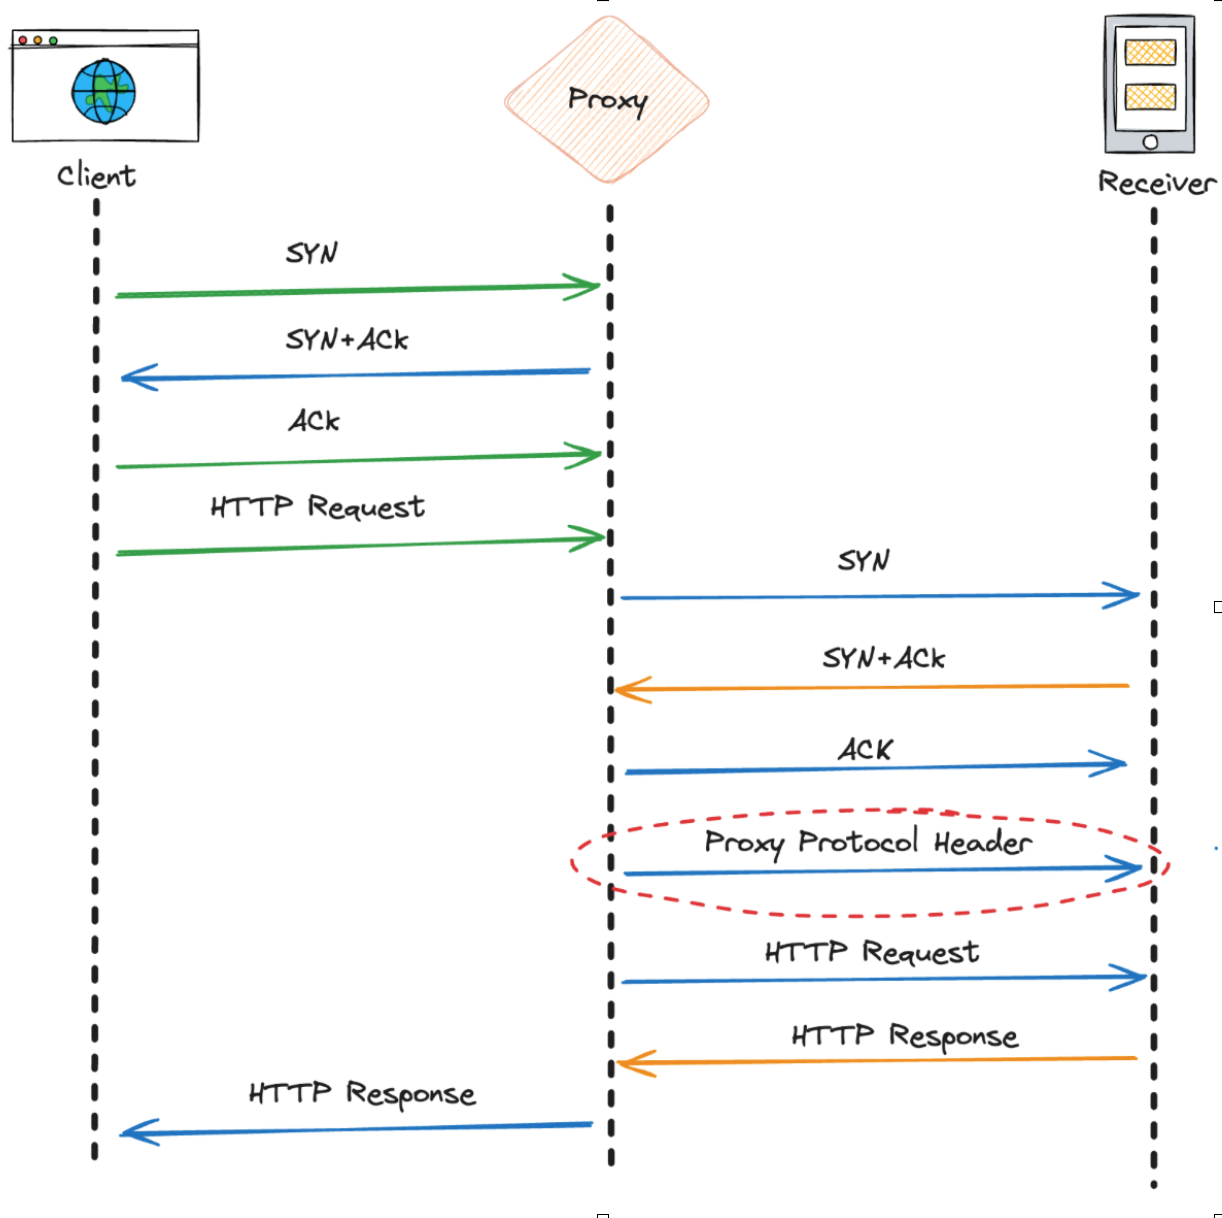 Client
Proxy
Receiver
SYN
SYN+ACk
ACk
HTTP Request
SYN
SYN+ACk
ACK
Proxy Protocol Header
HTTP Request
HTTP Response
HTTP Response